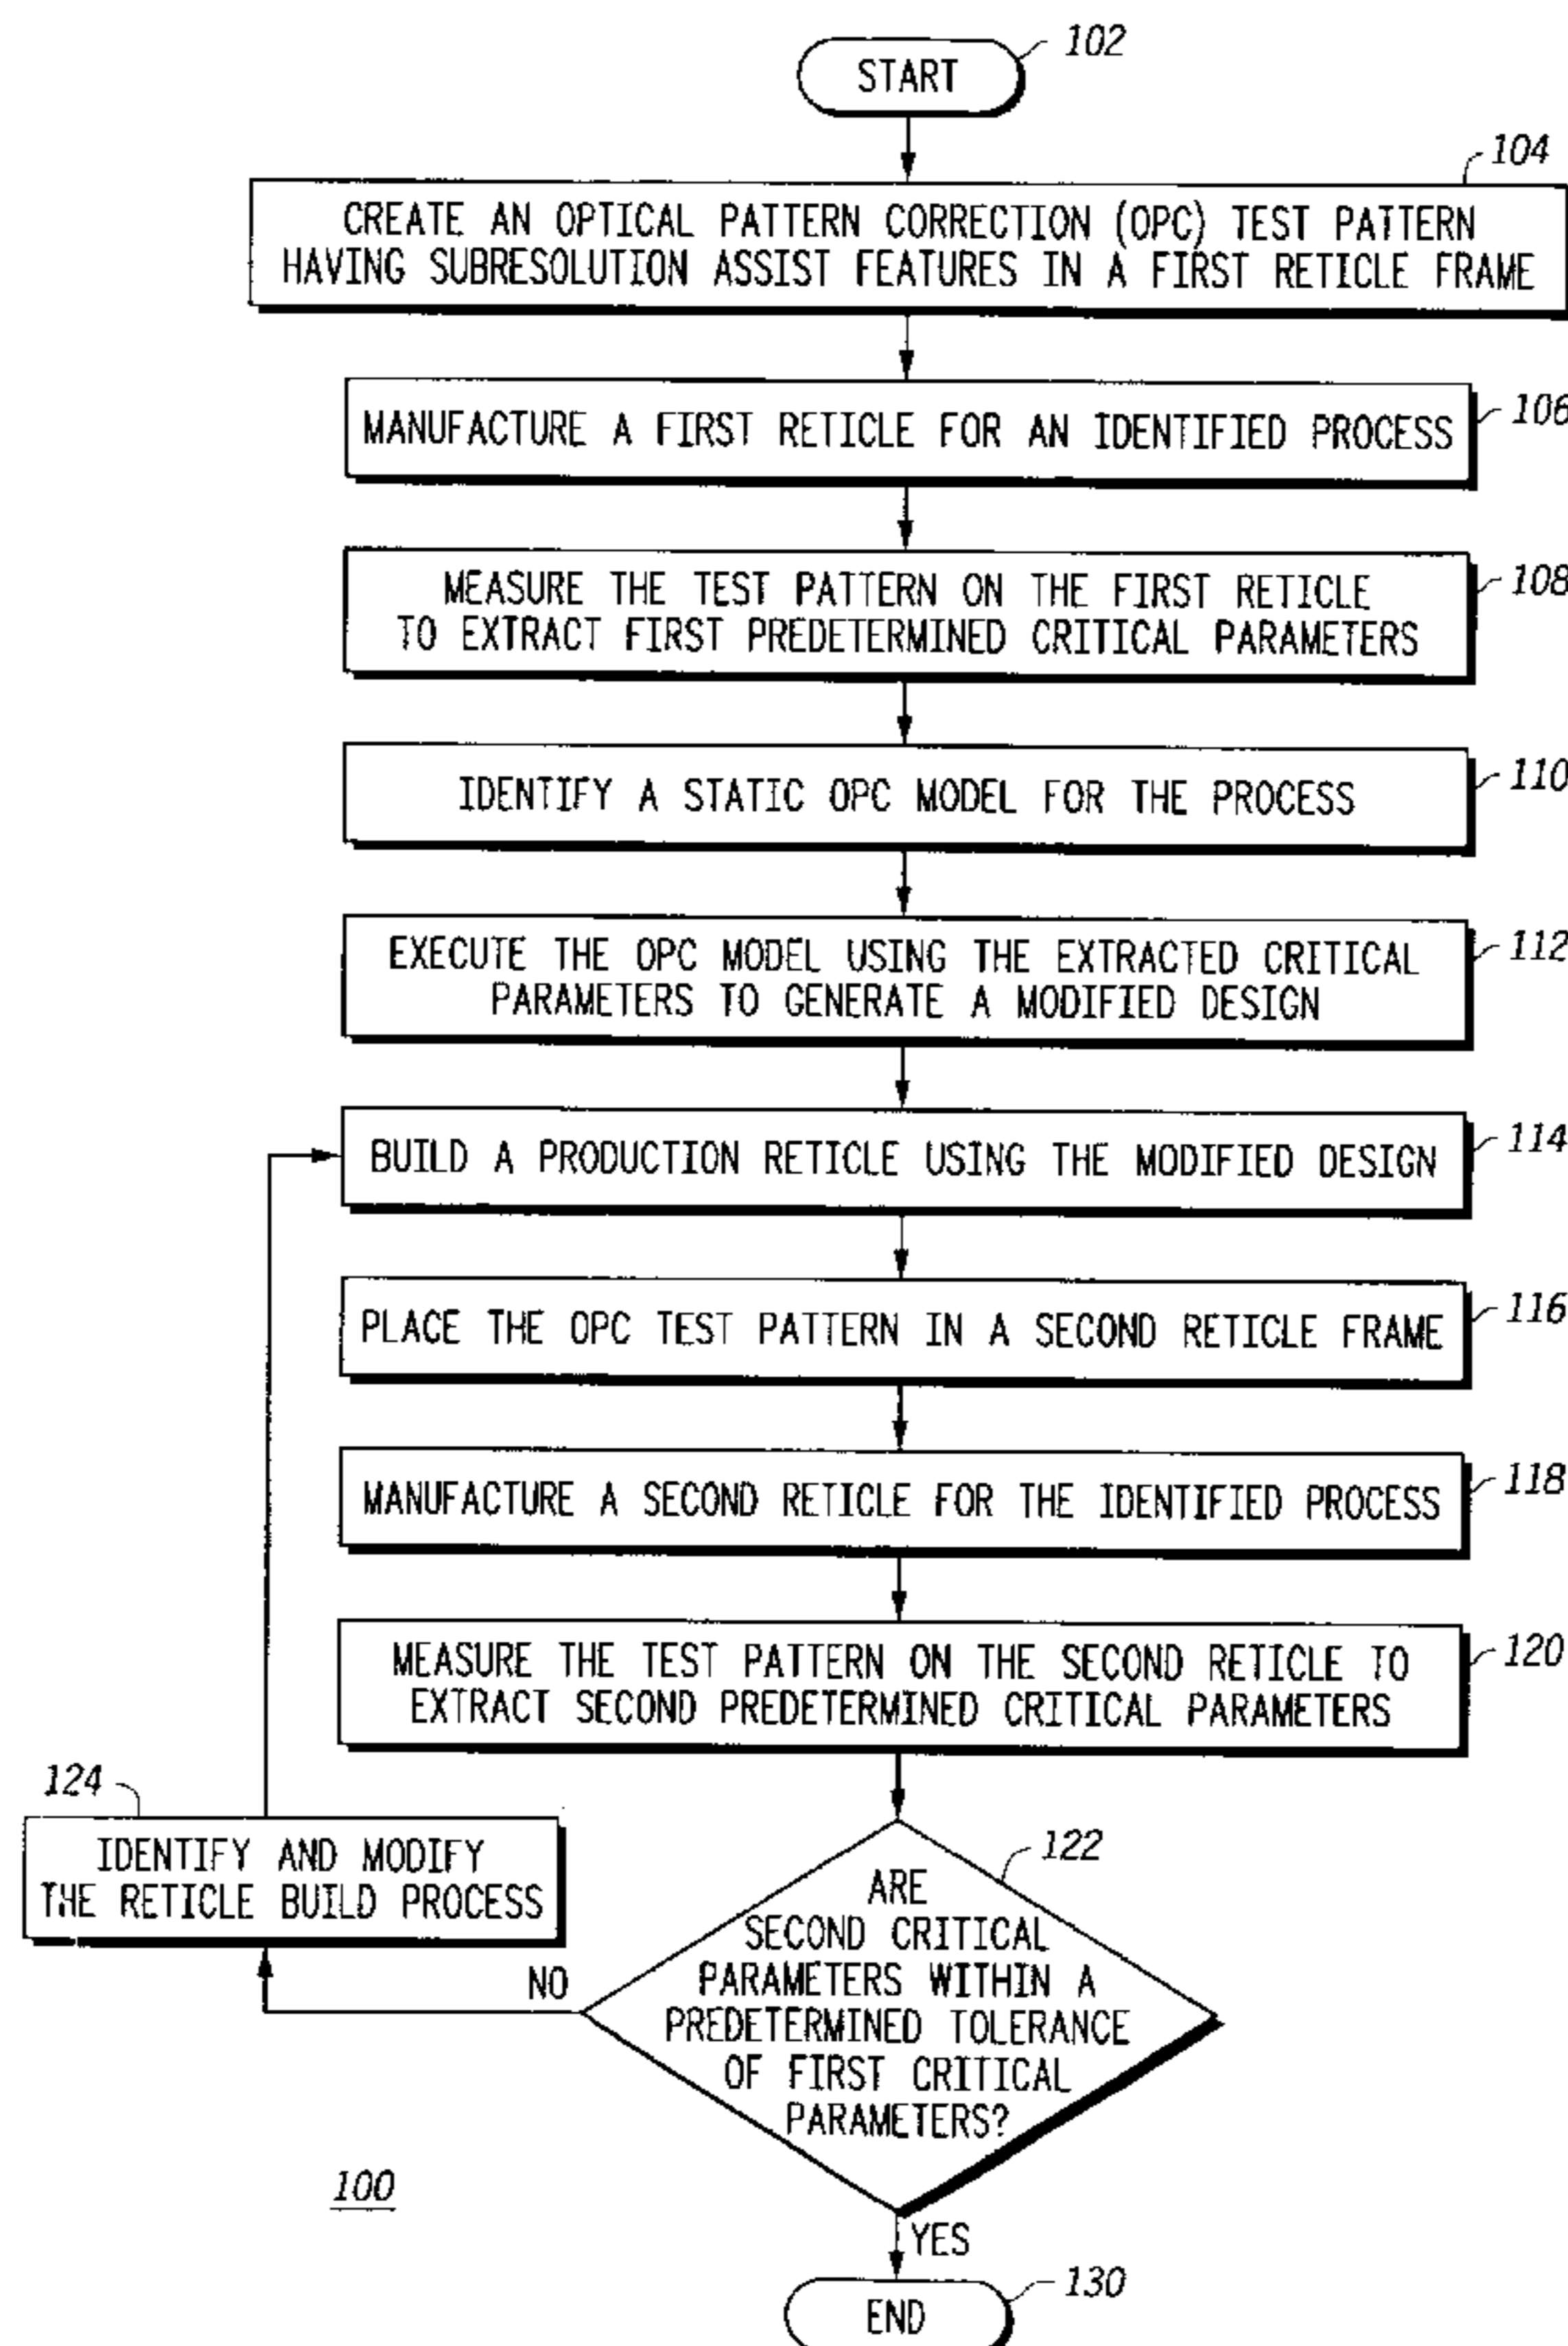 START
102
104
CREATE AN OPTICAL PATTERN CORRECTION (OPC) TEST PATTERN
HAVING SUBRESOLUTION ASSIST FEATURES IN A FIRST RETICLE FRAME
MANUFACTURE A FIRST RETICLE FOR AN IDENTIFIED PROCESS
106
MEASURE THE TEST PATTERN ON THE FIRST RETICLE
TO EXTRACT FIRST PREDETERMINED CRITICAL PARAMETERS
108
IDENTIFY A STATIC OPC MODEL FOR THE PROCESS
110
EXECUTE THE OPC MODEL USING THE EXTRACTED CRITICAL
PARAMETERS TO GENERATE A MODIFIED DESIGN
112
BUILD A PRODUCTION RETICLE USING THE MODIFIED DESIGN
114
PLACE THE OPC TEST PATTERN IN A SECOND RETICLE FRAME
116
MANUFACTURE A SECOND RETICLE FOR THE IDENTIFIED PROCESS
118
MEASURE THE TEST PATTERN ON THE SECOND RETICLE TO
EXTRACT SECOND PREDETERMINED CRITICAL PARAMETERS
120
124
IDENTIFY AND MODIFY
THE RETICLE BUILD PROCESS
122
ARE
SECOND CRITICAL
PARAMETERS WITHIN A
PREDETERMINED TOLERANCE
OF FIRST CRITICAL
PARAMETERS?
NO
100
YES
END
130